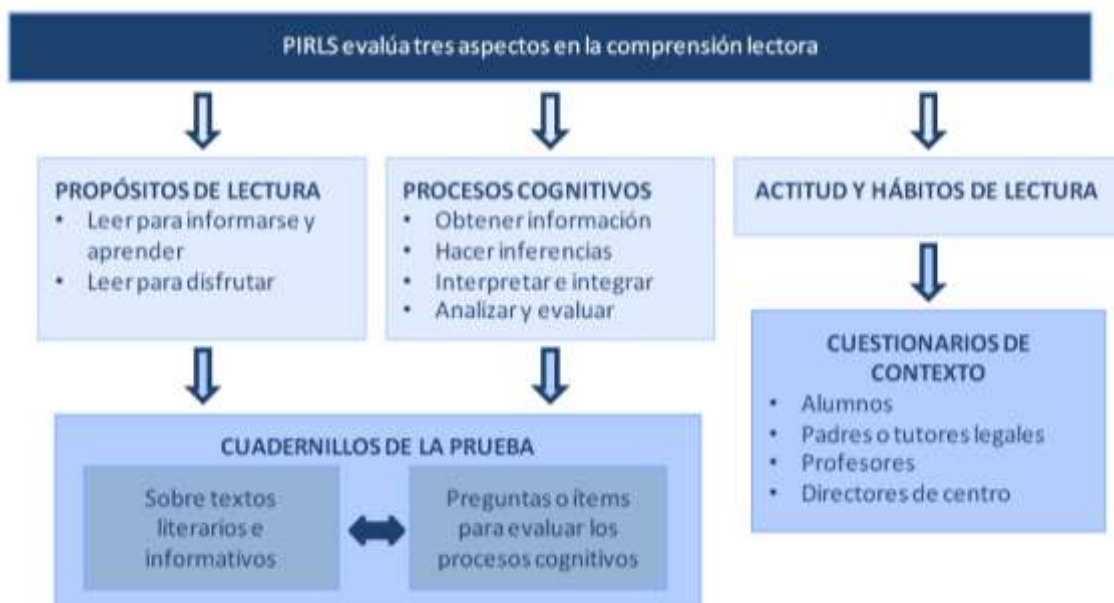 PIRLS evalúa tres aspectos en la comprensión lectora
PROPÓSITOS DE LECTURA
• Leer para informarse y
aprender
• Leer para disfrutar
PROCESOS COGNITIVOS
• Obtener información
• Hacer inferencias
• Interpretar e integrar
• Analizar y evaluar
ACTITUD Y HÁBITOS DE LECTURA
CUADERNILLOS DE LA PRUEBA
Sobre textos
literarios e
informativos
Preguntas o ítems
para evaluar los
procesos cognitivos
CUESTIONARIOS DE
CONTEXTO
• Alumnos
• Padres o tutores legales
• Profesores
• Directores de centro